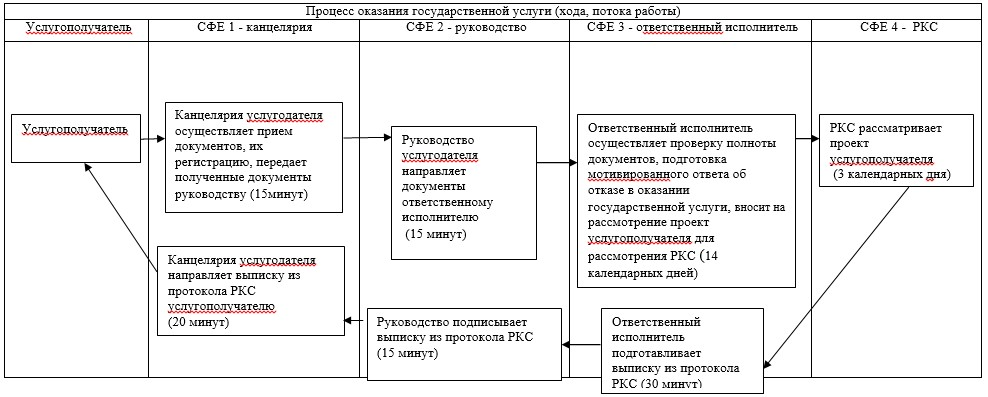 Процесс оказания государственной услуги (хода, потока работы)
Услугополучатель
СФЕ 1 - канцелярия
СФЕ 2 - руководство
СФЕ 3 - ответственный исполнитель
СФЕ 4 - РКС
Услугополучатель
Канцелярия услугодателя
осуществляет прием
документов, их
регистрацию, передает
полученные документы
руководству (15минут)
Руководство
услугодателя
направляет
документы
ответственному
исполнителю
(15 минут)
Ответственный исполнитель
осуществляет проверку полноты
документов, подготовка
мотивированного ответа об
отказе в оказании
государственной услуги, вносит на
рассмотрение проект
услугополучателя для
рассмотрения РКС (14
календарных дней)
РКС рассматривает
проект
услугополучателя
(3 календарных дня)
Канцелярия услугодателя
направляет выписку из
протокола РКС
услугополучателю
(20 минут)
Руководство подписывает
выписку из протокола РКС
(15 минут)
Ответственный
исполнитель
подготавливает
выписку из протокола
РКС (30 минут)